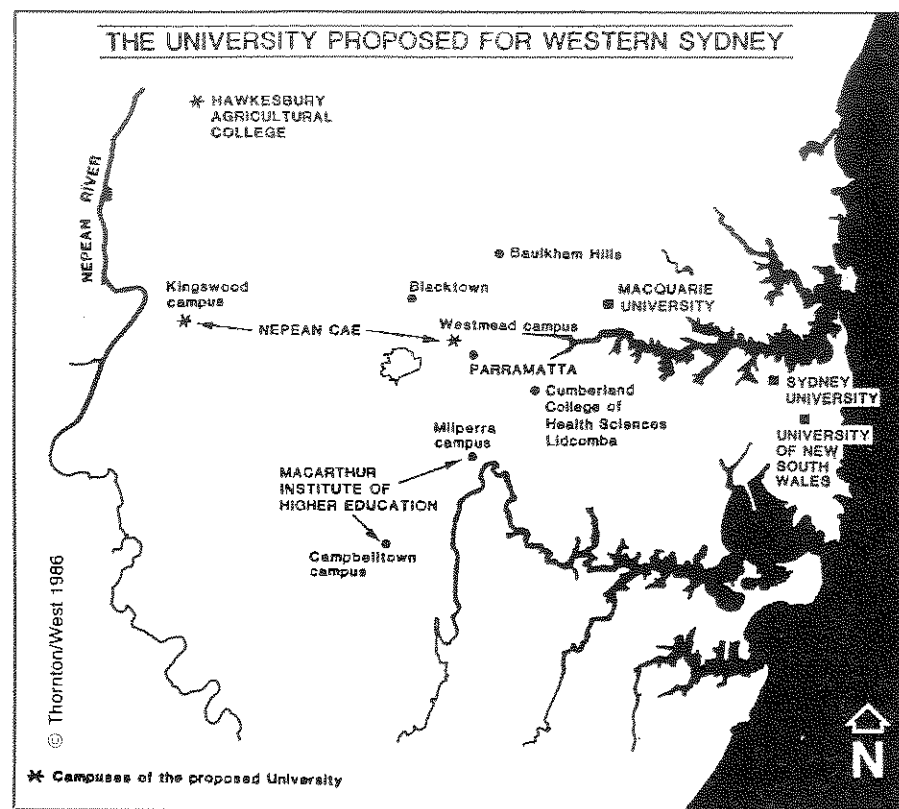 THE UNIVERSITY PROPOSED FOR WESTERN SYDNEY
* HAWKESBURY
AGRICULTURAL
COLLEGE
NEPEAN RIVER
Baulkham Hills
Kingswood
campus
Blacktown
MACQUARIE
UNIVERSITY
NEPEAN CAE
Westmead campus
PARRAMATTA
SYDNEY
UNIVERSITY
Cumberland
College of
Health Sciences
Lidcomba
Milperra
campus
UNIVERSITY
OF NEW
SOUTH
WALES
MACARTHUR
INSTITUTE OF
HIGHER EDUCATION
Campbelltown
campus
© Thornton/West 1986
N
* Campuses of the proposed University